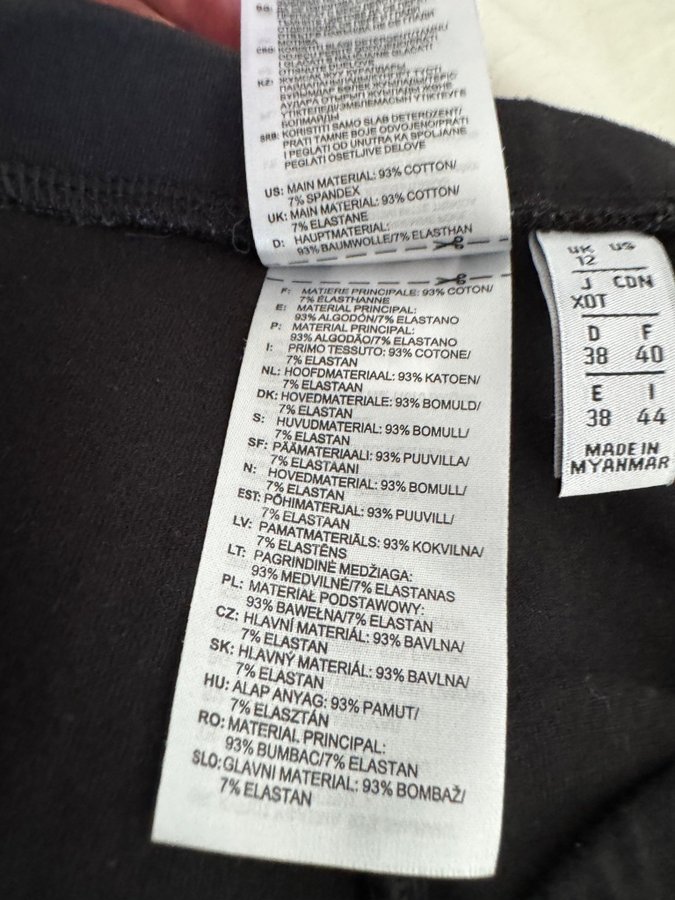 CRO:
KZ:
SRB: KORISTITI SAMO SLAB DETERDZENT/
PRATI TAMNE BOJE ODVOJENO/PRATI
I PEGLATI OD UNUTRA KA SPOLJA/NE
PEGLATI OSETLJIVE DELOVE
US: MAIN MATERIAL: 93% COTTON/
7% SPANDEX
UK: MAIN MATERIAL: 93% COTTON/
7% ELASTANE
D: HAUPTMATERIAL:
93% BAUMWOLLE/7% ELASTHAN
F: MATIERE PRINCIPALE: 93% COTON/
7% ÉLASTHANNE
E: MATERIAL PRINCIPAL:
93% ALGODÓN/7% ELASTANO
P: MATERIAL PRINCIPAL:
93% ALGODÃO/7% ELASTANO
I: PRIMO TESSUTO: 93% COTONE/
7% ELASTAN
NL: HOOFDMATERIAAL: 93% KATOEN/
7% ELASTAAN
DK: HOVEDMATERIALE: 93% BOMULD/
7% ELASTAN
S: HUVUDMATERIAL: 93% BOMULL/
7% ELASTAN
SF: PÄÄMATERIAALI: 93% PUUVILLA/
7% ELASTAANI
N: HOVEDMATERIAL: 93% BOMULL/
7% ELASTAN
EST: PÕHIMATERJAL: 93% PUUVILL/
7% ELASTAAN
LV: PAMATMATERIĀLS: 93% KOKVILNA/
7% ELASTĒNS
LT: PAGRINDINĖ MEDŽIAGA:
93% MEDVILNĖ/7% ELASTANAS
PL: MATERIAŁ PODSTAWOWY:
93% BAWEŁNA/7% ELASTAN
CZ: HLAVNÍ MATERIÁL: 93% BAVLNA/
7% ELASTAN
SK: HLAVNÝ MATERIÁL: 93% BAVLNA/
7% ELASTAN
HU: ALAP ANYAG: 93% PAMUT/
7% ELASZTÁN
RO: MATERIAL PRINCIPAL:
93% BUMBAC/7% ELASTAN
SLO: GLAVNI MATERIAL: 93% BOMBAŽ/
7% ELASTAN
UK US
12
J CDN
XOT
D F
38 40
E I
38 44
MADE IN
MYANMAR